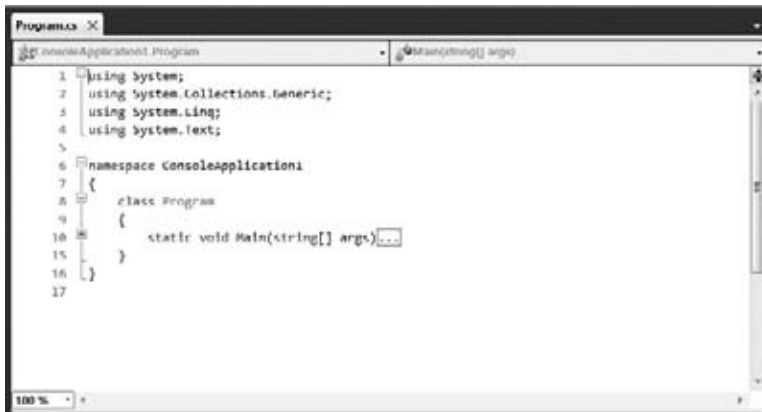 Program.cs
ConsoleApplication1.Program Main(string[] args)
1 using System;
2 using System.Collections.Generic;
3 using System.Linq;
4 using System.Text;
5
6 namespace ConsoleApplication1
7 {
8 class Program
9 {
10 static void Main(string[] args)...
15 }
16 }
17
100 %